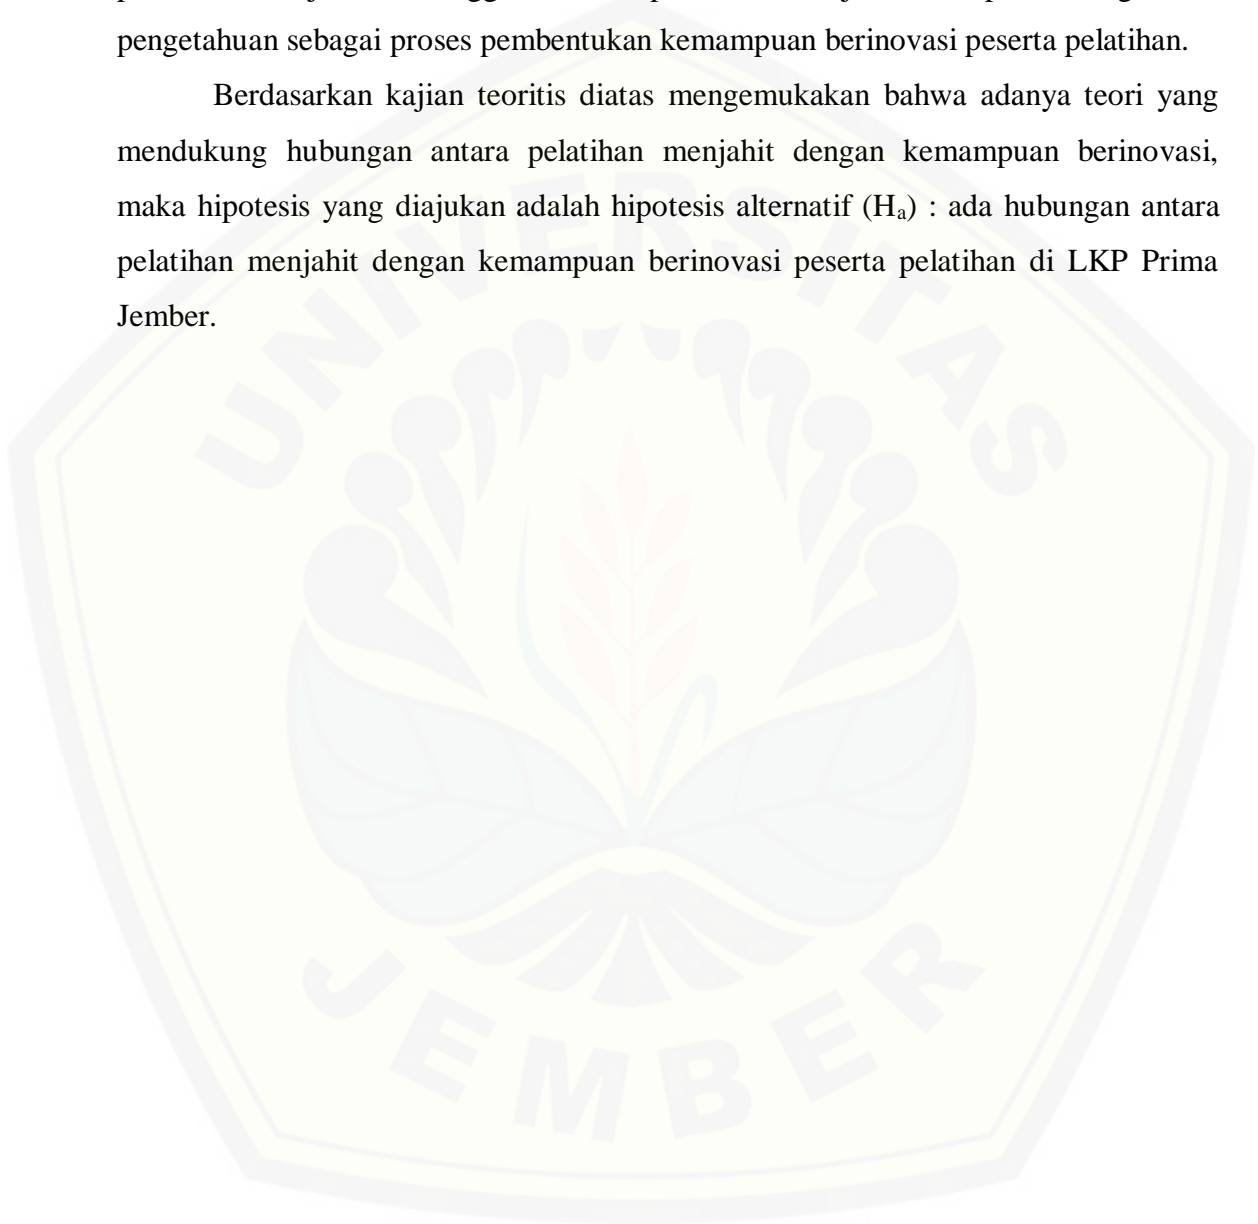 pengetahuan sebagai proses pembentukan kemampuan berinovasi peserta pelatihan.
Berdasarkan kajian teoritis diatas mengemukakan bahwa adanya teori yang
mendukung hubungan antara pelatihan menjahit dengan kemampuan berinovasi,
maka hipotesis yang diajukan adalah hipotesis alternatif (Hₐ) : ada hubungan antara
pelatihan menjahit dengan kemampuan berinovasi peserta pelatihan di LKP Prima
Jember.
UNIVERSITAS
JEMBER